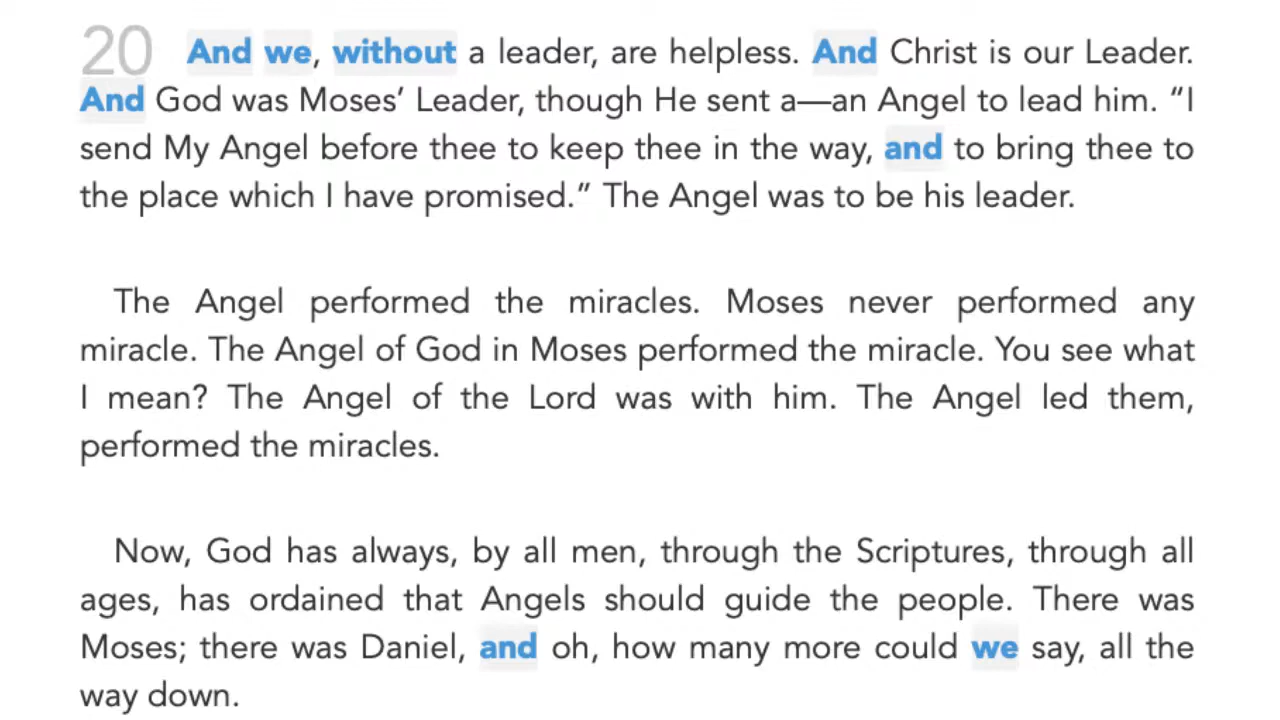 20 And we, without a leader, are helpless. And Christ is our Leader.
And God was Moses’ Leader, though He sent a—an Angel to lead him. “I
send My Angel before thee to keep thee in the way, and to bring thee to
the place which I have promised.” The Angel was to be his leader.
The Angel performed the miracles. Moses never performed any
miracle. The Angel of God in Moses performed the miracle. You see what
I mean? The Angel of the Lord was with him. The Angel led them,
performed the miracles.
Now, God has always, by all men, through the Scriptures, through all
ages, has ordained that Angels should guide the people. There was
Moses; there was Daniel, and oh, how many more could we say, all the
way down.